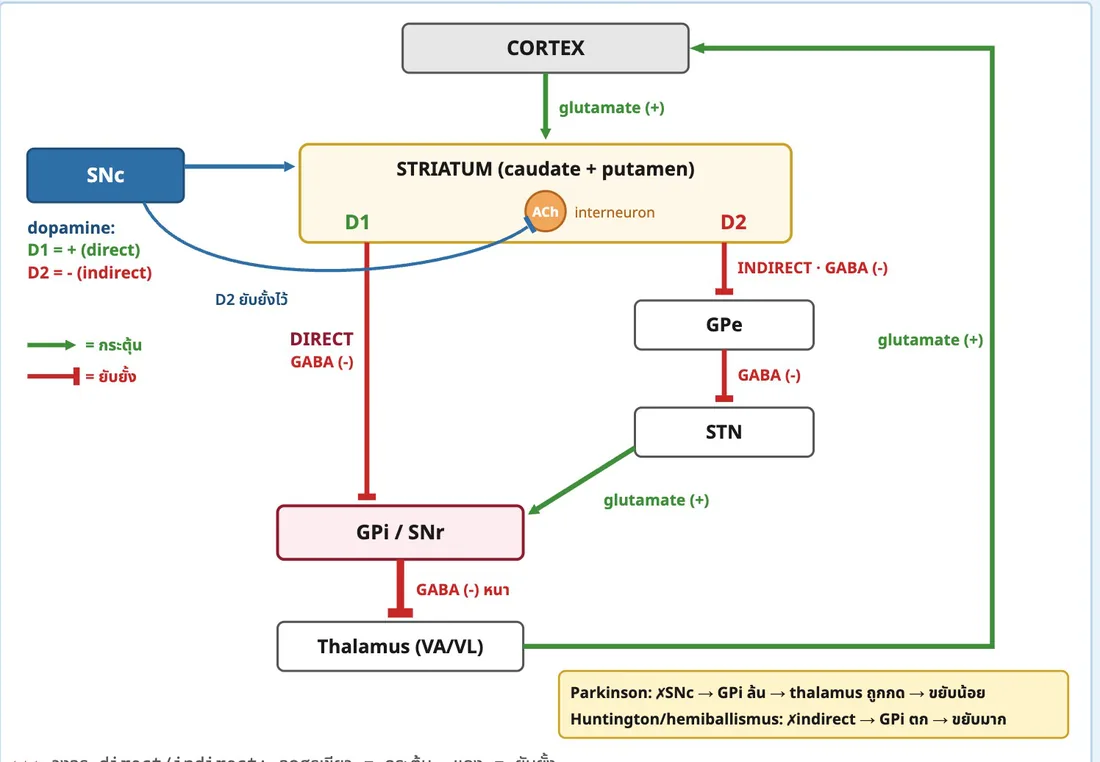 CORTEX
glutamate (+)
SNc
STRIATUM (caudate + putamen)
ACh
interneuron
D1
D2
dopamine:
D1 = + (direct)
D2 = - (indirect)
INDIRECT · GABA (-)
D2 ยับยั้งไว้
GPe
DIRECT
GABA (-)
glutamate (+)
= กระตุ้น
= ยับยั้ง
GABA (-)
STN
glutamate (+)
GPi / SNr
GABA (-) หนา
Thalamus (VA/VL)
Parkinson: ✗SNc → GPi ล้น → thalamus ถูกกด → ขยับน้อย
Huntington/hemiballismus: ✗indirect → GPi ตก → ขยับมาก